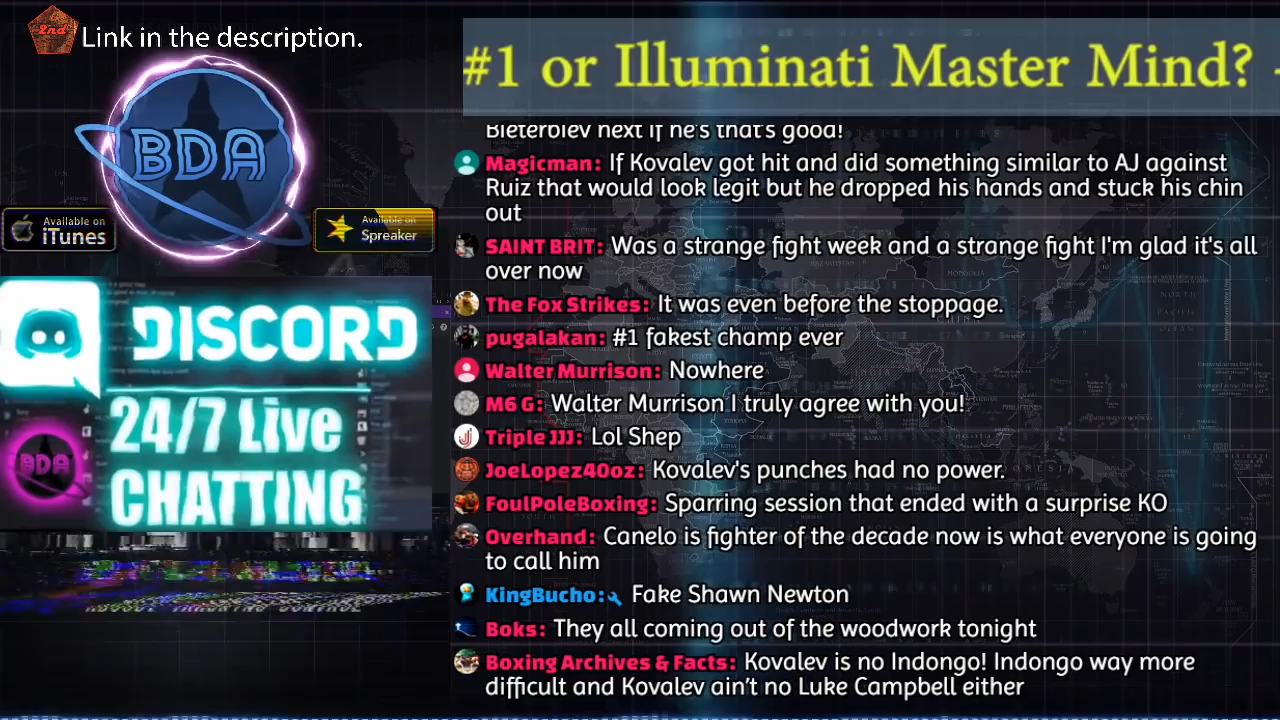 2nd
Link in the description.
#1 or Illuminati Master Mind? -
BDA
Available on
iTunes
Available on
Spreaker
DISCORD
24/7 Live
CHATTING
BDA
Bieterbiev next if he's that's good!
Magicman: If Kovalev got hit and did something similar to AJ against
Ruiz that would look legit but he dropped his hands and stuck his chin
out
SAINT BRIT: Was a strange fight week and a strange fight I'm glad it's all
over now
The Fox Strikes: It was even before the stoppage.
pugalakan: #1 fakest champ ever
Walter Murrison: Nowhere
M6 G: Walter Murrison I truly agree with you!
Triple JJJ: Lol Shep
JoeLopez40oz: Kovalev's punches had no power.
FoulPoleBoxing: Sparring session that ended with a surprise KO
Overhand: Canelo is fighter of the decade now is what everyone is going
to call him
KingBucho: Fake Shawn Newton
Boks: They all coming out of the woodwork tonight
Boxing Archives & Facts: Kovalev is no Indongo! Indongo way more
difficult and Kovalev ain't no Luke Campbell either